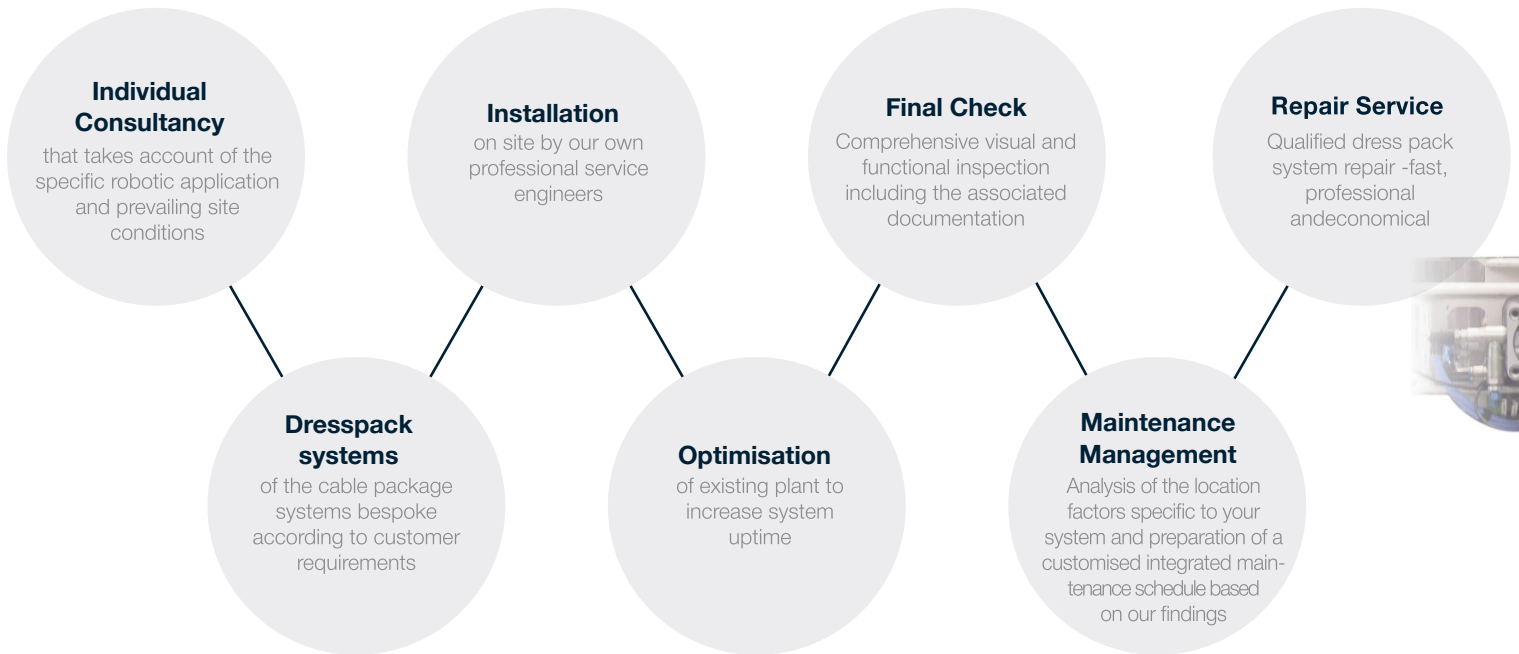 Individual
Consultancy
that takes account of the
specific robotic application
and prevailing site
conditions
Dresspack
systems
of the cable package
systems bespoke
according to customer
requirements
Installation
on site by our own
professional service
engineers
Optimisation
of existing plant to
increase system
uptime
Final Check
Comprehensive visual and
functional inspection
including the associated
documentation
Maintenance
Management
Analysis of the location
factors specific to your
system and preparation of a
customised integrated main-
tenance schedule based
on our findings
Repair Service
Qualified dress pack
system repair -fast,
professional
andeconomical